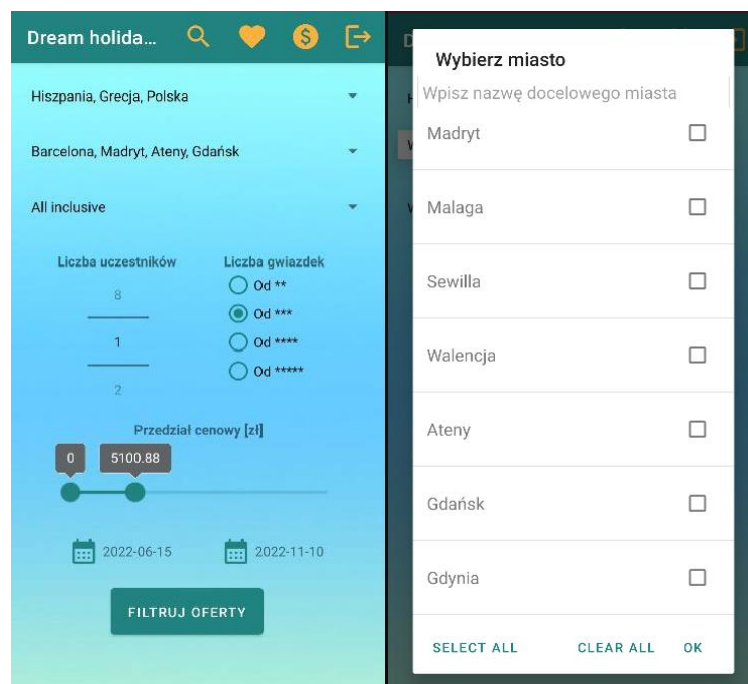 Dream holida...
Hiszpania, Grecja, Polska
Barcelona, Madryt, Ateny, Gdańsk
All inclusive
Liczba uczestników
8
1
2
Liczba gwiazdek
Od **
Od ***
Od ****
Od *****
Przedział cenowy [zł]
0
5100.88
2022-06-15
2022-11-10
FILTRUJ OFERTY
Wybierz miasto
Wpisz nazwę docelowego miasta
Madryt
Malaga
Sewilla
Walencja
Ateny
Gdańsk
Gdynia
SELECT ALL
CLEAR ALL
OK